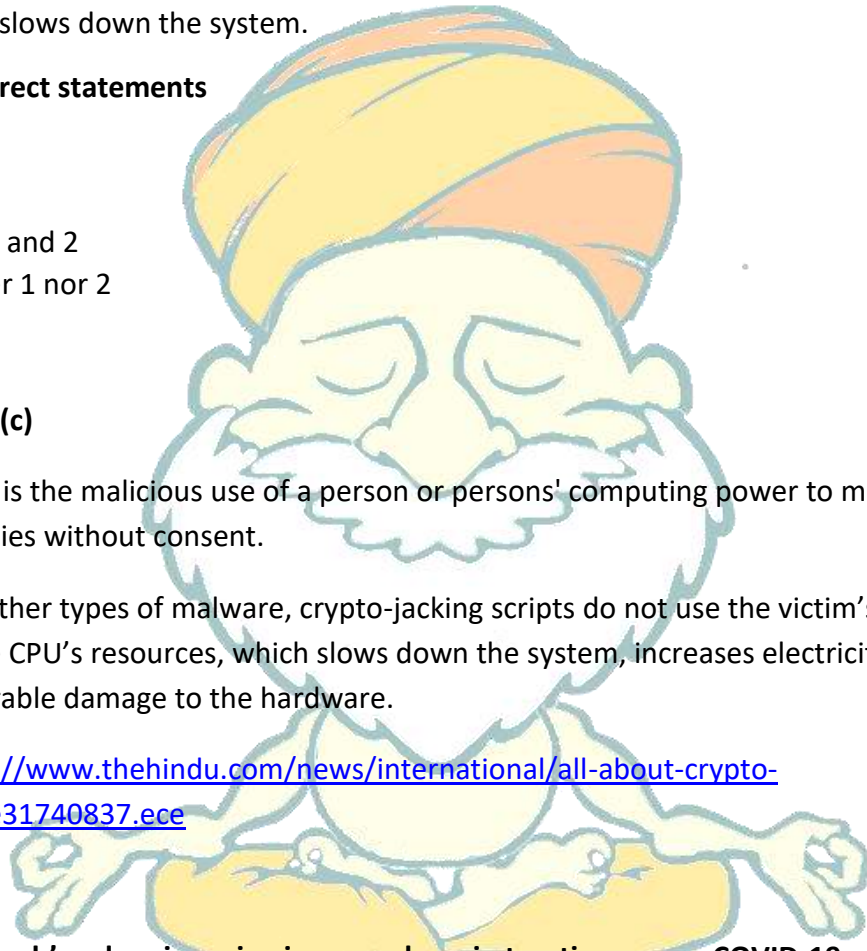 slows down the system.
rect statements
and 2
r 1 nor 2
(c)
is the malicious use of a person or persons' computing power to m
ies without consent.
ther types of malware, crypto-jacking scripts do not use the victim's
CPU's resources, which slows down the system, increases electricit
able damage to the hardware.
//www.thehindu.com/news/international/all-about-crypto-
31740837.ece